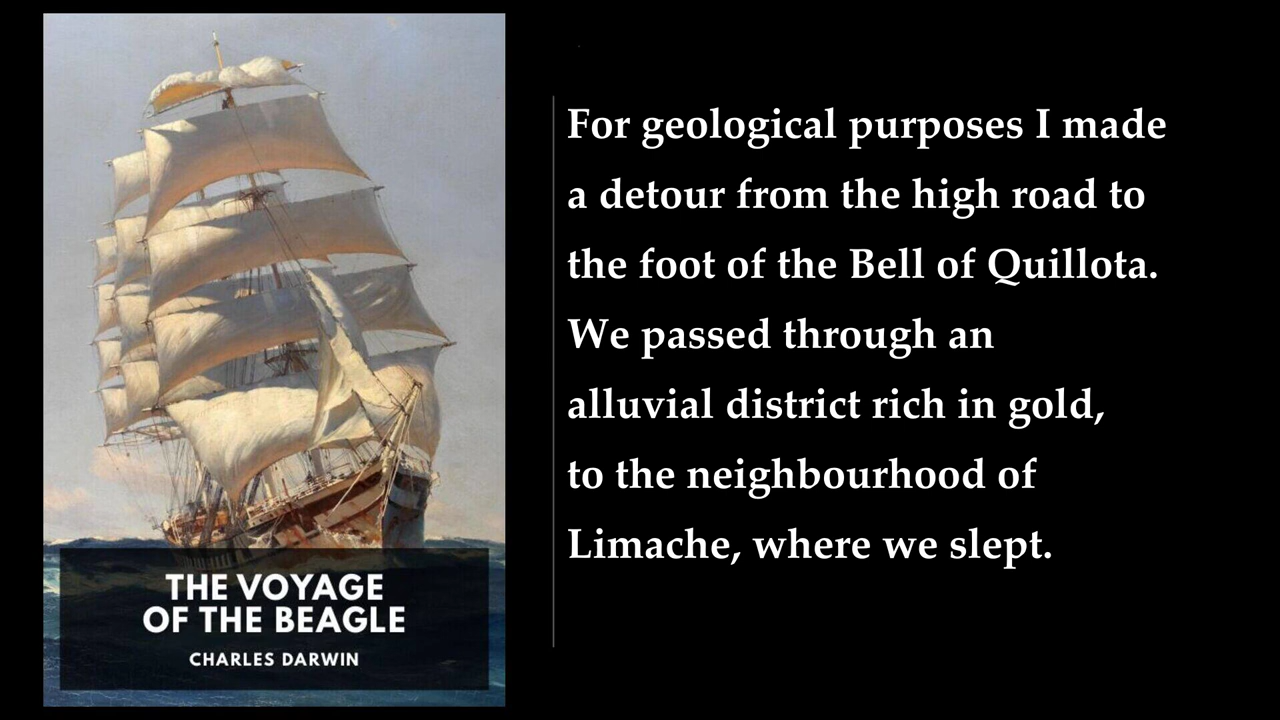 THE VOYAGE
OF THE BEAGLE
CHARLES DARWIN
For geological purposes I made
a detour from the high road to
the foot of the Bell of Quillota.
We passed through an
alluvial district rich in gold,
to the neighbourhood of
Limache, where we slept.